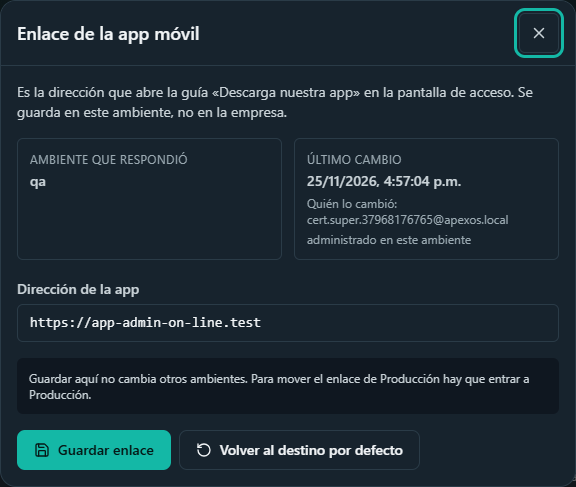 Enlace de la app móvil
Es la dirección que abre la guía «Descarga nuestra app» en la pantalla de acceso. Se
guarda en este ambiente, no en la empresa.
AMBIENTE QUE RESPONDIÓ
qa
ÚLTIMO CAMBIO
25/11/2026, 4:57:04 p.m.
Quién lo cambió:
cert.super.37968176765@apexos.local
administrado en este ambiente
Dirección de la app
https://app-admin-on-line.test
Guardar aquí no cambia otros ambientes. Para mover el enlace de Producción hay que entrar a
Producción.
Guardar enlace
Volver al destino por defecto